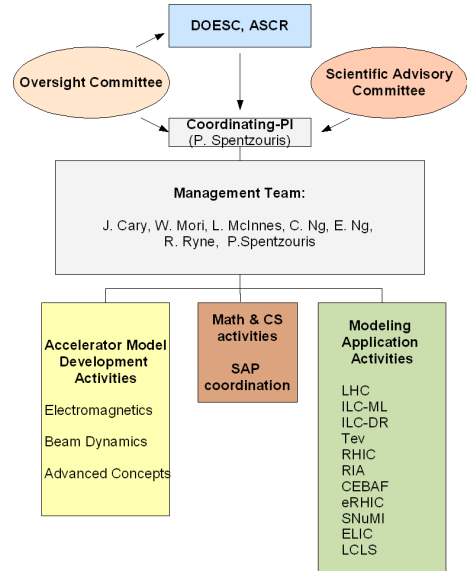 DOESC, ASCR
Oversight Committee
Scientific Advisory
Committee
Coordinating-PI
(P. Spentzouris)
Management Team:
J. Cary, W. Mori, L. McInnes, C. Ng, E. Ng,
R. Ryne, P.Spentzouris
Accelerator Model
Development
Activities
Electromagnetics
Beam Dynamics
Advanced Concepts
Math & CS
activities
SAP
coordination
Modeling
Application
Activities
LHC
ILC-ML
ILC-DR
Tev
RHIC
RIA
CEBAF
eRHIC
SNuMI
ELIC
LCLS